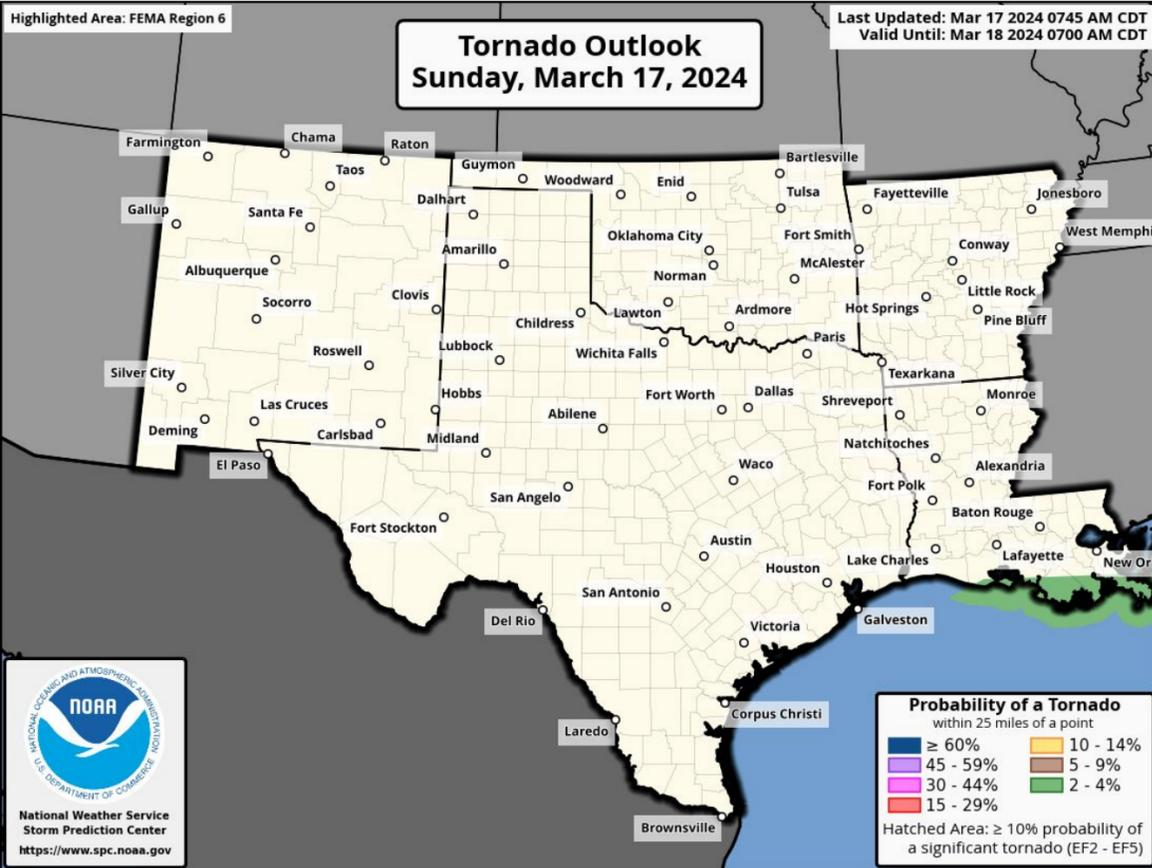 Highlighted Area: FEMA Region 6
Last Updated: Mar 17 2024 0745 AM CDT
Valid Until: Mar 18 2024 0700 AM CDT
Tornado Outlook
Sunday, March 17, 2024
Farmington
Chama
Raton
Taos
Guymon
Woodward
Enid
Bartlesville
Tulsa
Fayetteville
Jonesboro
Gallup
Santa Fe
Dalhart
Amarillo
Oklahoma City
Fort Smith
Conway
West Memphi
Albuquerque
Norman
McAlester
Little Rock
Socorro
Clovis
Childress
Lawton
Ardmore
Hot Springs
Pine Bluff
Roswell
Lubbock
Wichita Falls
Paris
Texarkana
Silver City
Las Cruces
Hobbs
Abilene
Fort Worth
Dallas
Shreveport
Monroe
Deming
Carlsbad
Midland
Natchitoches
El Paso
San Angelo
Waco
Fort Polk
Alexandria
Fort Stockton
Baton Rouge
Austin
Houston
Lake Charles
Lafayette
New Or
Del Rio
San Antonio
Victoria
Galveston
Laredo
Corpus Christi
Brownsville
NATIONAL OCEANIC AND ATMOSPHERIC ADMINISTRATION
NOAA
U.S. DEPARTMENT OF COMMERCE
National Weather Service
Storm Prediction Center
https://www.spc.noaa.gov
Probability of a Tornado
within 25 miles of a point
≥ 60% 10 - 14%
45 - 59% 5 - 9%
30 - 44% 2 - 4%
15 - 29%
Hatched Area: ≥ 10% probability of
a significant tornado (EF2 - EF5)